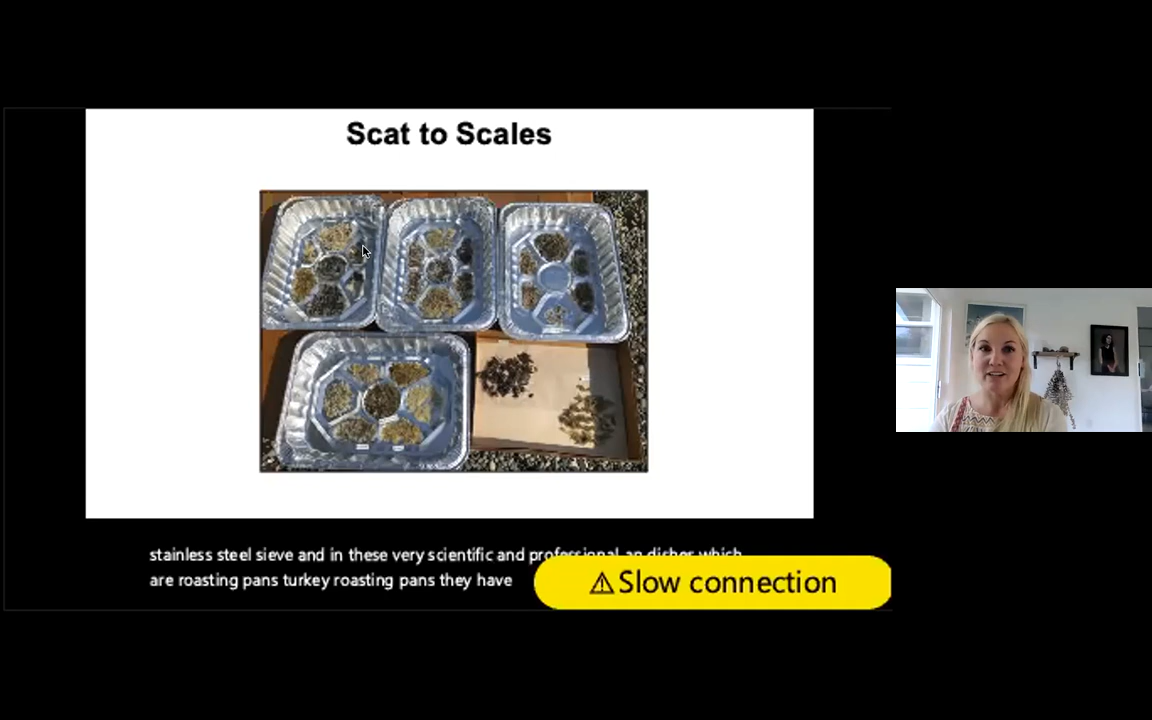 Scat to Scales
stainless steel sieve and in these very scientific and professional
are roasting pans turkey roasting pans they have
⚠Slow connection